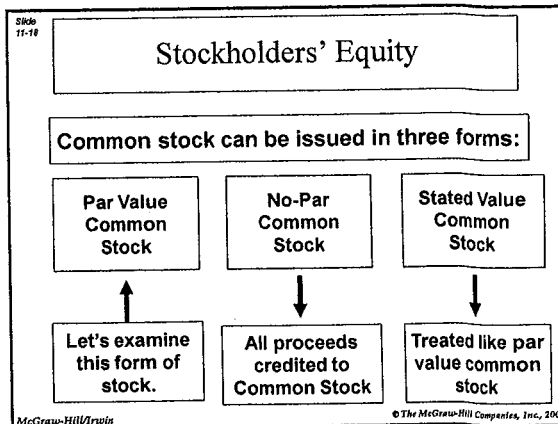 Slide
11-18
Stockholders' Equity
Common stock can be issued in three forms:
Par Value
Common
Stock
No-Par
Common
Stock
Stated Value
Common
Stock
Let's examine
this form of
stock.
All proceeds
credited to
Common Stock
Treated like par
value common
stock
McGraw-Hill/Irwin
© The McGraw-Hill Companies, Inc., 200